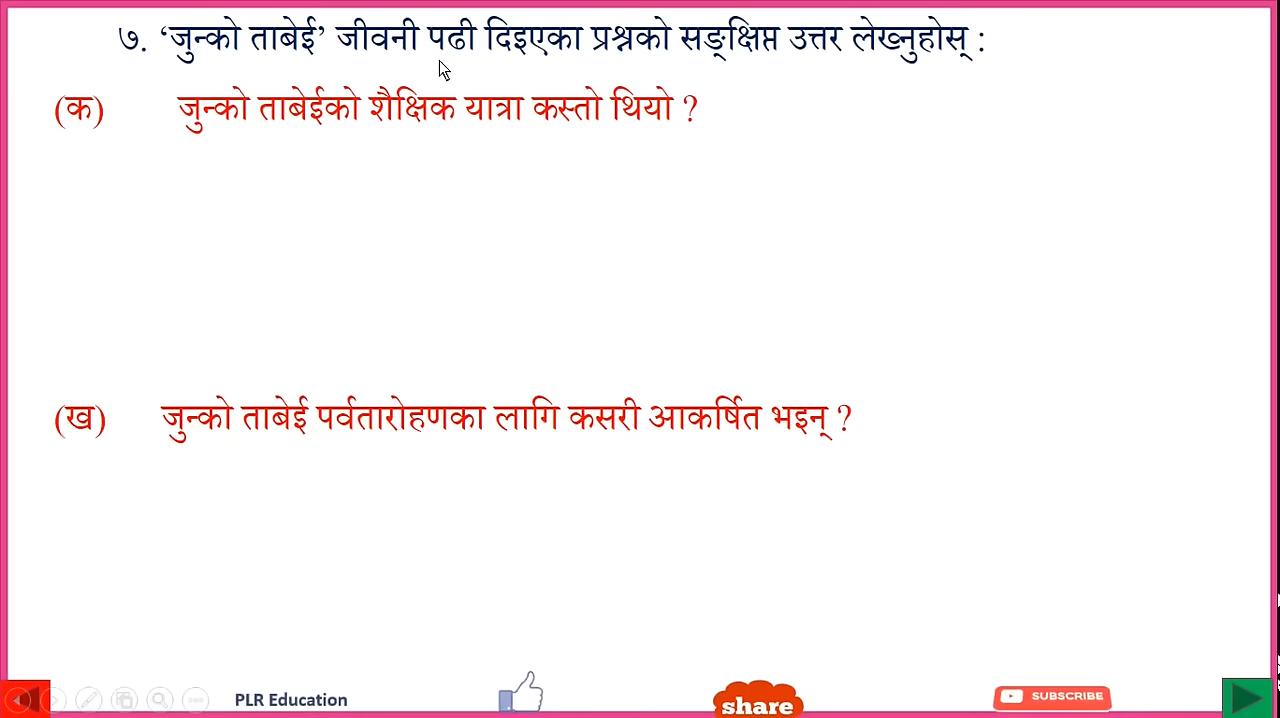 ७. ‘जुन्को ताबेई’ जीवनी पढी दिइएका प्रश्नको सङ्क्षिप्त उत्तर लेख्नुहोस् :
(क) जुन्को ताबेईको शैक्षिक यात्रा कस्तो थियो ?
(ख) जुन्को ताबेई पर्वतारोहणका लागि कसरी आकर्षित भइन् ?
PLR Education
share
SUBSCRIBE